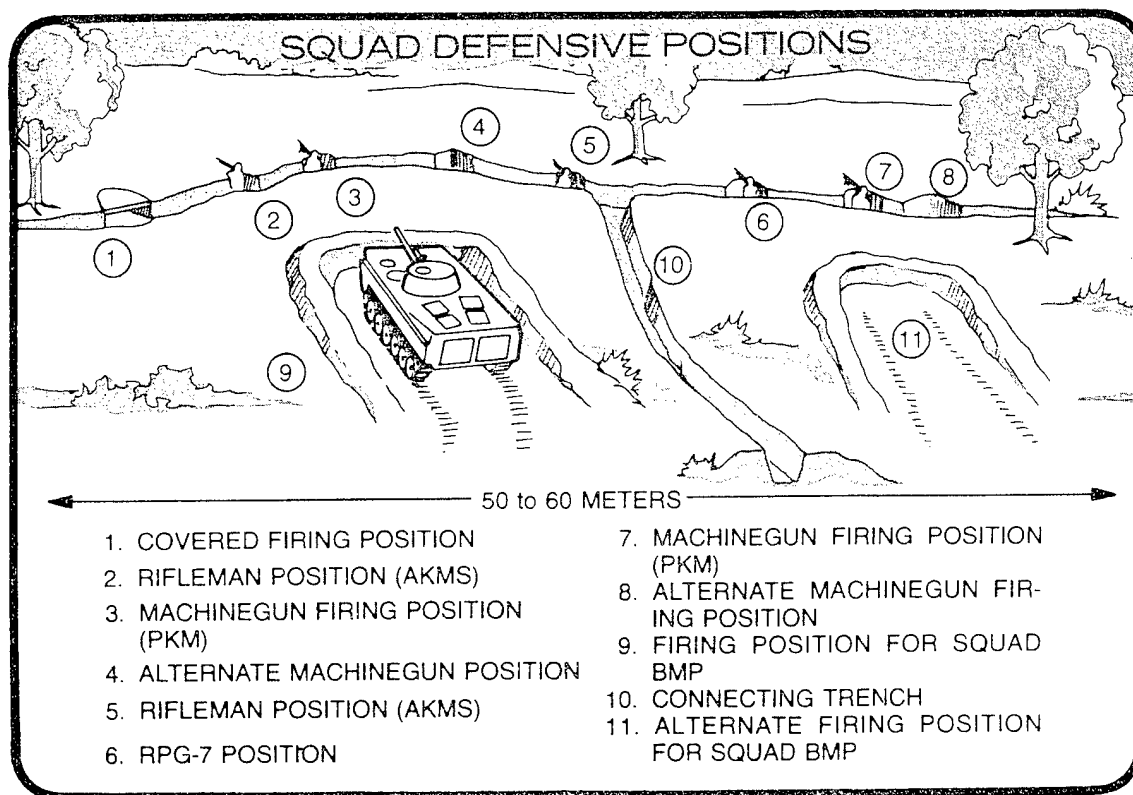 SQUAD DEFENSIVE POSITIONS
4
5
7
8
3
2
6
1
10
11
9
50 to 60 METERS
1. COVERED FIRING POSITION
2. RIFLEMAN POSITION (AKMS)
3. MACHINEGUN FIRING POSITION
(PKM)
4. ALTERNATE MACHINEGUN POSITION
5. RIFLEMAN POSITION (AKMS)
6. RPG-7 POSITION
7. MACHINEGUN FIRING POSITION
(PKM)
8. ALTERNATE MACHINEGUN FIR-
ING POSITION
9. FIRING POSITION FOR SQUAD
BMP
10. CONNECTING TRENCH
11. ALTERNATE FIRING POSITION
FOR SQUAD BMP